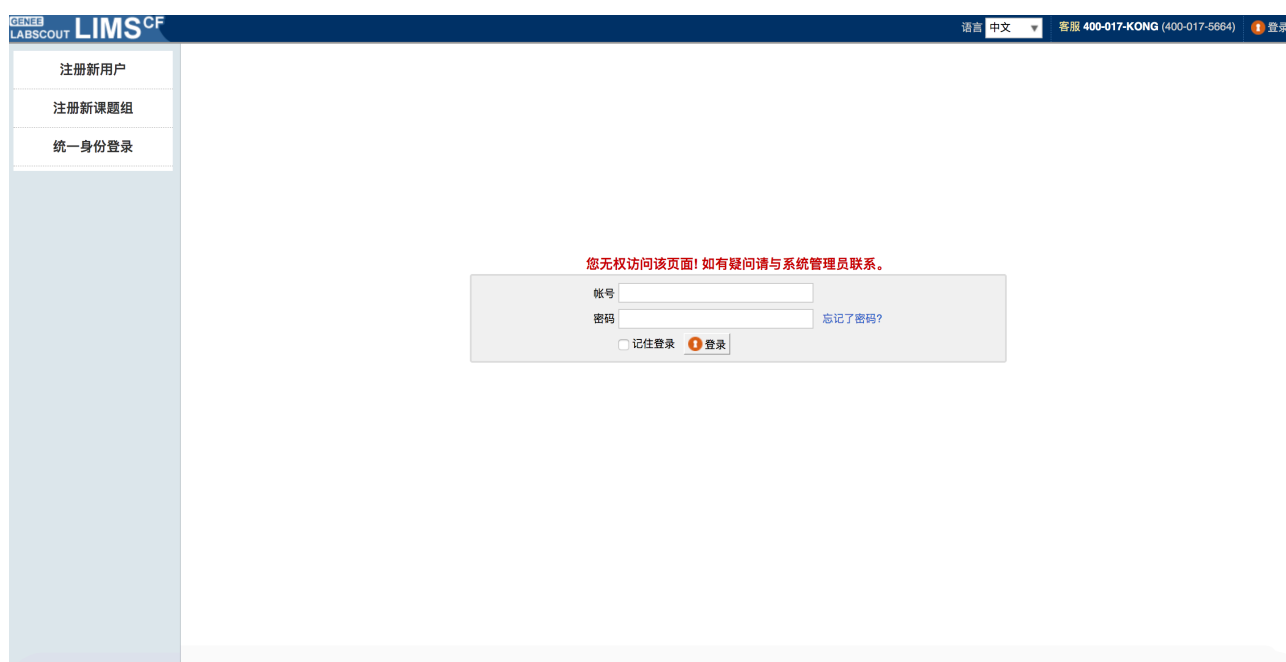 GENEE
LABSCOUT LIMS CF
语言 中文 客服 400-017-KONG (400-017-5664) 登录
注册新用户
注册新课题组
统一身份登录
您无权访问该页面! 如有疑问请与系统管理员联系。
帐号
密码 忘记了密码?
记住登录 登录